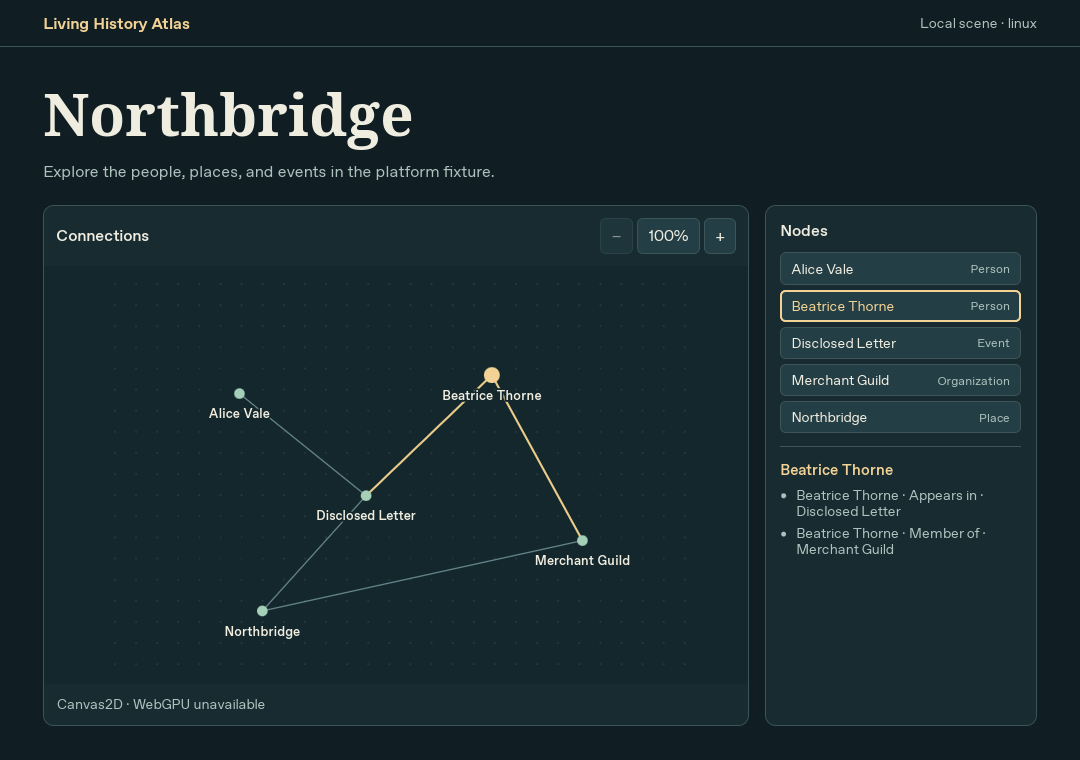 Living History Atlas
Local scene · linux
Northbridge
Explore the people, places, and events in the platform fixture.
Connections
−
100%
+
Alice Vale
Beatrice Thorne
Disclosed Letter
Merchant Guild
Northbridge
Canvas2D · WebGPU unavailable
Nodes
Alice Vale Person
Beatrice Thorne Person
Disclosed Letter Event
Merchant Guild Organization
Northbridge Place
Beatrice Thorne
• Beatrice Thorne · Appears in ·
Disclosed Letter
• Beatrice Thorne · Member of ·
Merchant Guild